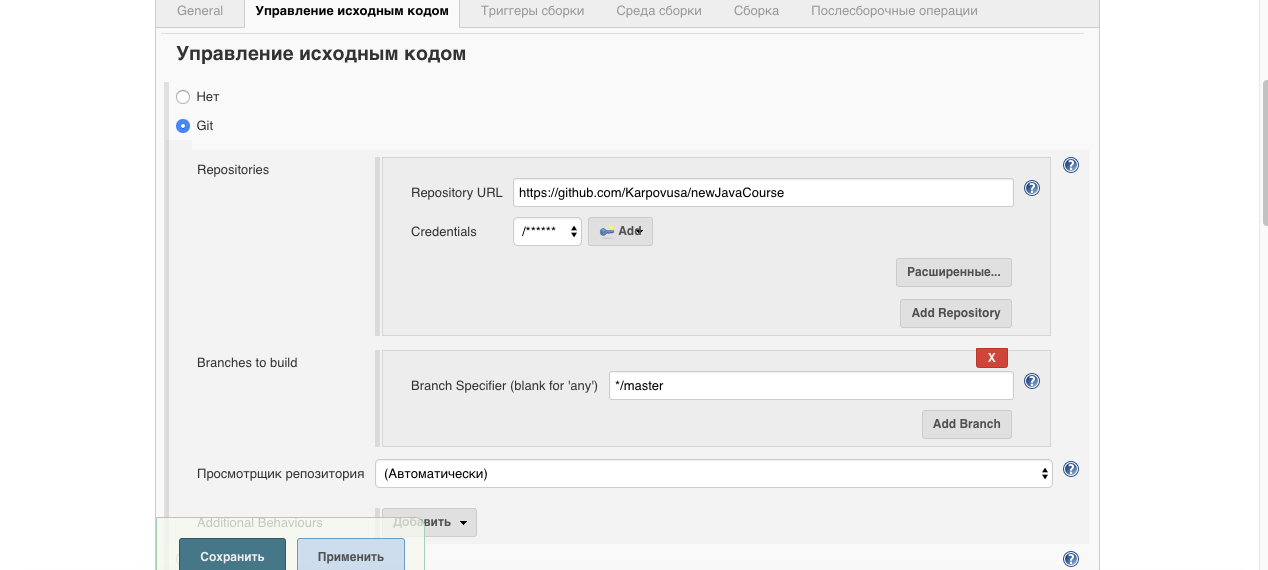 General Управление исходным кодом Триггеры сборки Среда сборки Сборка Послесборочные операции
Управление исходным кодом
Нет
Git
Repositories
Repository URL https://github.com/Karpovusa/newJavaCourse
Credentials /****** Add
Расширенные...
Add Repository
Branches to build
X
Branch Specifier (blank for 'any') */master
Add Branch
Просмотрщик репозитория (Автоматически)
Additional Behaviours Добавить
Сохранить Применить